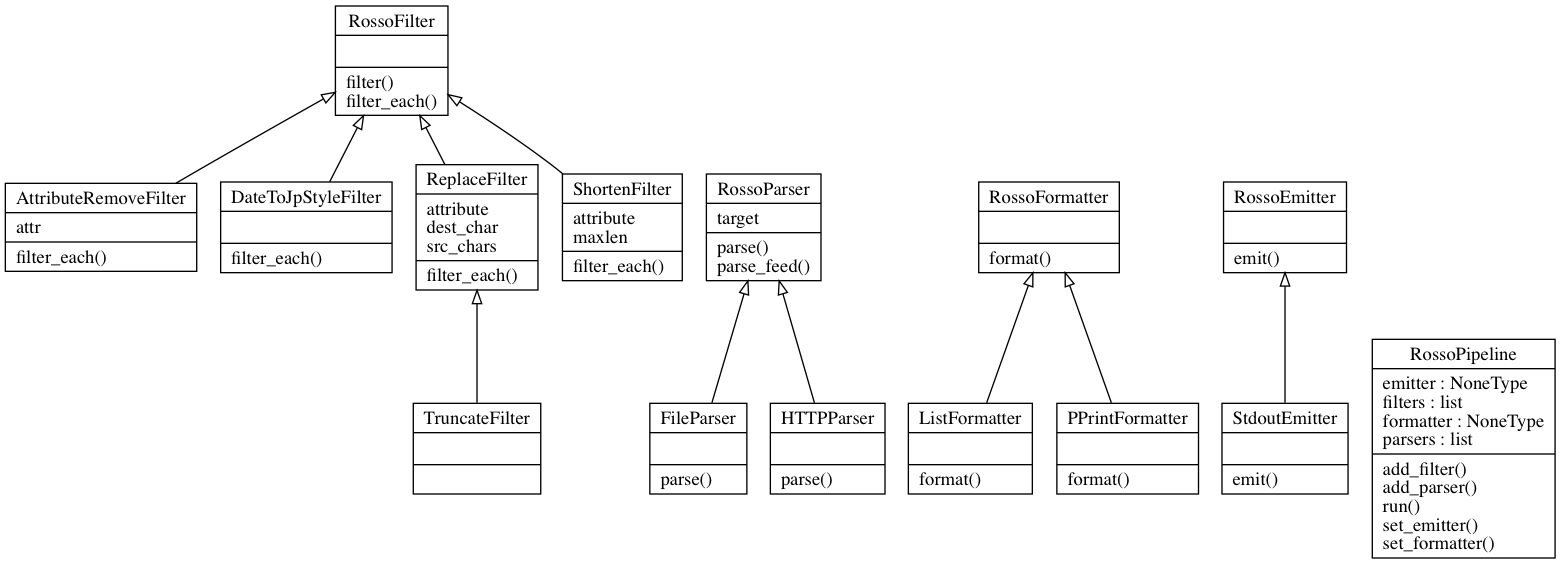 RossoFilter
filter()
filter_each()
AttributeRemoveFilter
attr
filter_each()
DateToJpStyleFilter
filter_each()
ReplaceFilter
attribute
dest_char
src_chars
filter_each()
ShortenFilter
attribute
maxlen
filter_each()
RossoParser
target
parse()
parse_feed()
RossoFormatter
format()
RossoEmitter
emit()
TruncateFilter
FileParser
parse()
HTTPParser
parse()
ListFormatter
format()
PPrintFormatter
format()
StdoutEmitter
emit()
RossoPipeline
emitter : NoneType
filters : list
formatter : NoneType
parsers : list
add_filter()
add_parser()
run()
set_emitter()
set_formatter()